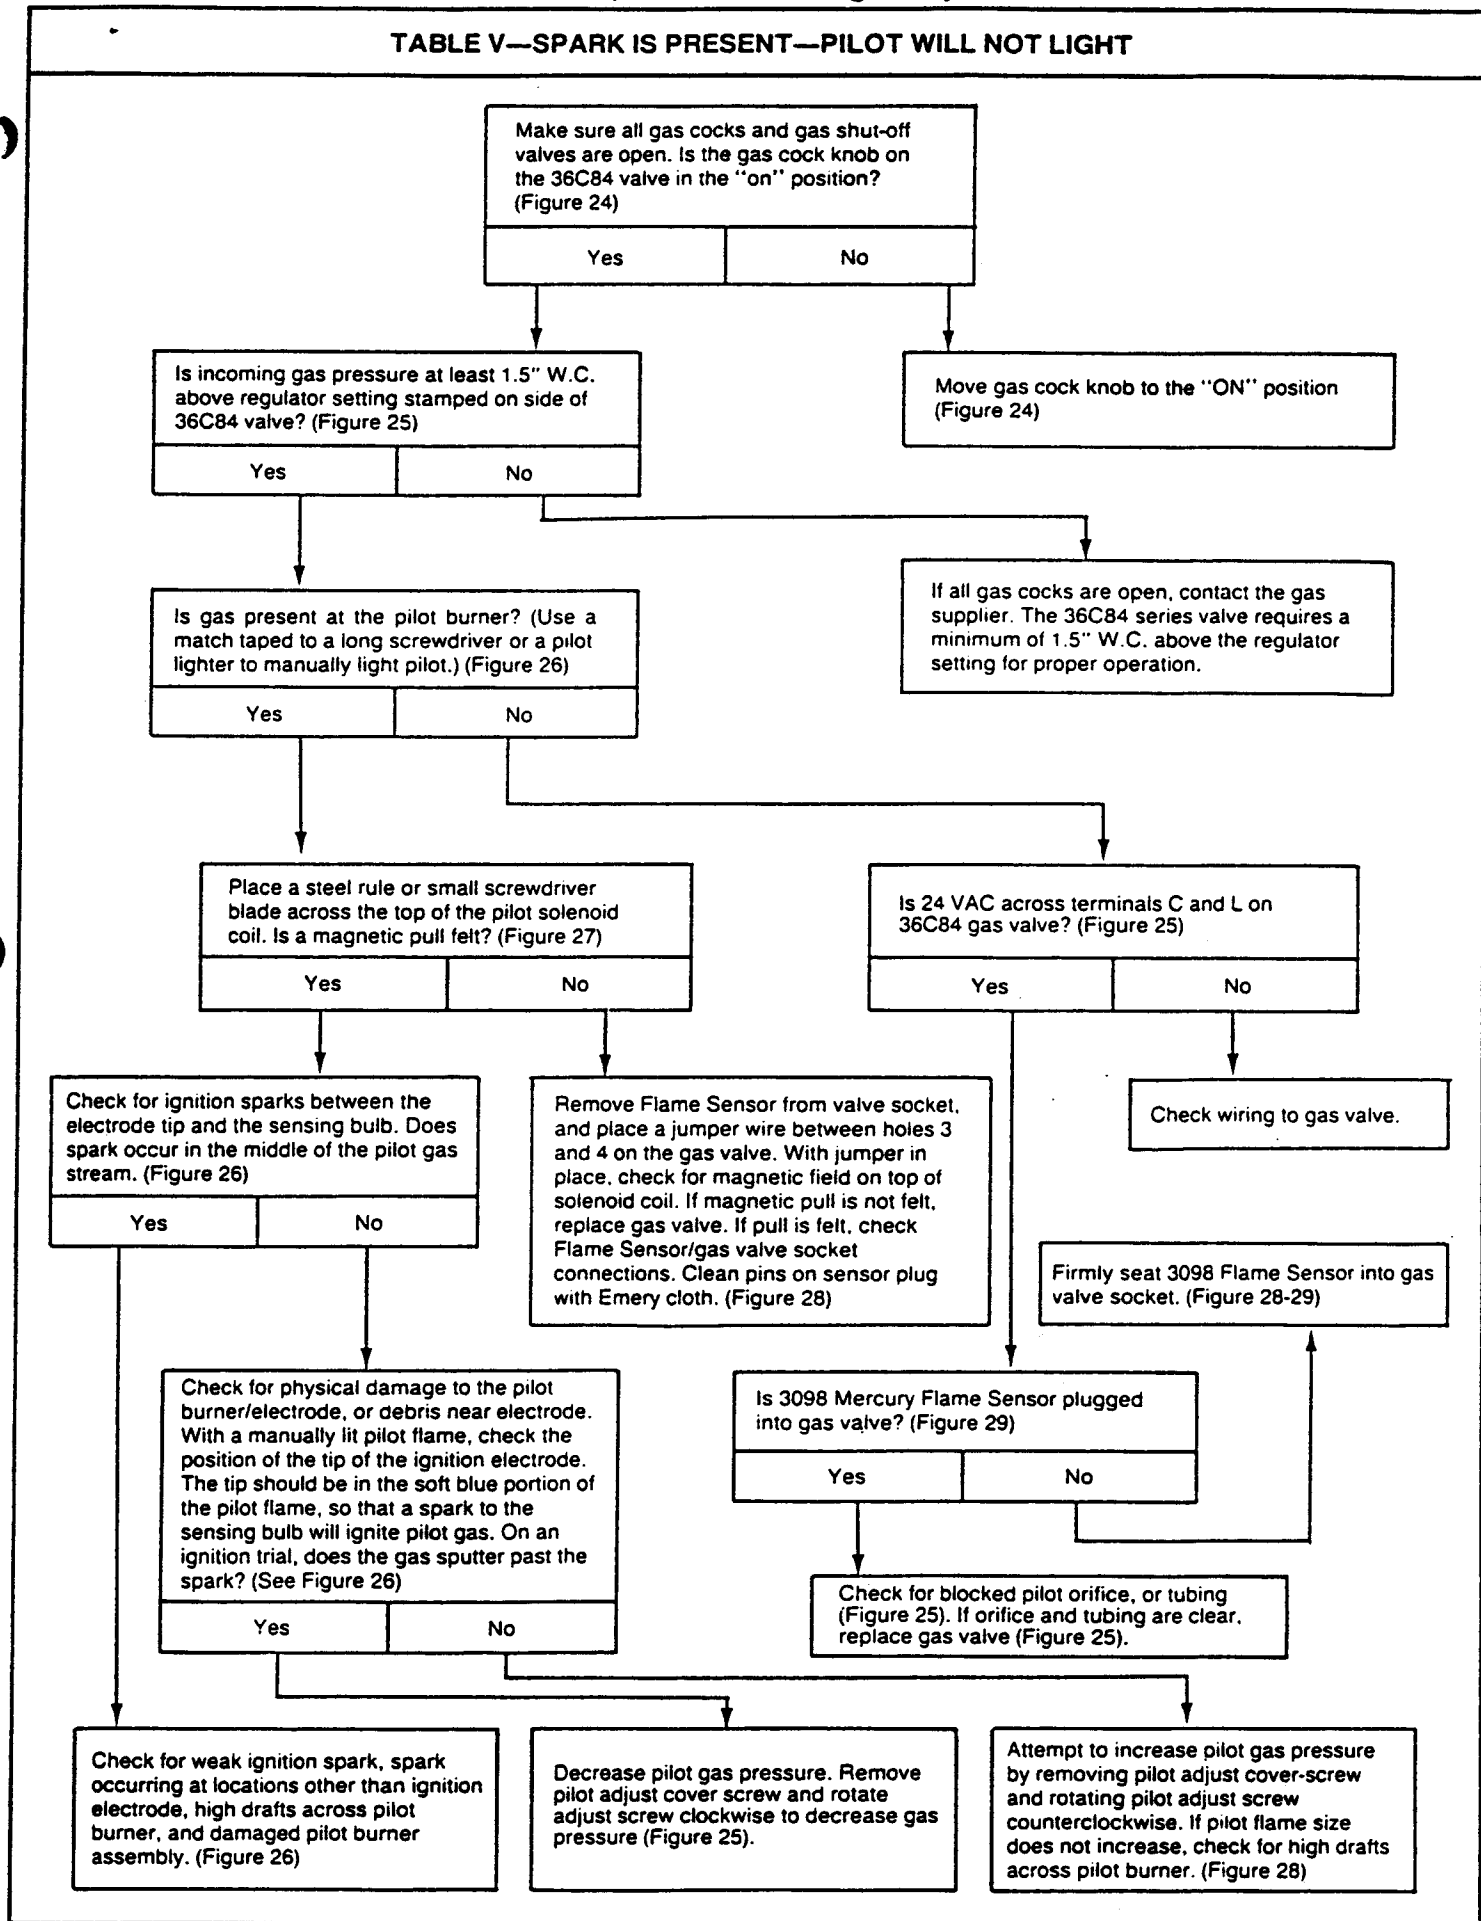 TABLE V—SPARK IS PRESENT—PILOT WILL NOT LIGHT
Make sure all gas cocks and gas shut-off
valves are open. Is the gas cock knob on
the 36C84 valve in the "on" position?
(Figure 24)
Yes
No
Is incoming gas pressure at least 1.5" W.C.
above regulator setting stamped on side of
36C84 valve? (Figure 25)
Yes
No
Move gas cock knob to the "ON" position
(Figure 24)
Is gas present at the pilot burner? (Use a
match taped to a long screwdriver or a pilot
lighter to manually light pilot.) (Figure 26)
Yes
No
If all gas cocks are open, contact the gas
supplier. The 36C84 series valve requires a
minimum of 1.5" W.C. above the regulator
setting for proper operation.
Place a steel rule or small screwdriver
blade across the top of the pilot solenoid
coil. Is a magnetic pull felt? (Figure 27)
Yes
No
Is 24 VAC across terminals C and L on
36C84 gas valve? (Figure 25)
Yes
No
Check for ignition sparks between the
electrode tip and the sensing bulb. Does
spark occur in the middle of the pilot gas
stream. (Figure 26)
Yes
No
Remove Flame Sensor from valve socket,
and place a jumper wire between holes 3
and 4 on the gas valve. With jumper in
place, check for magnetic field on top of
solenoid coil. If magnetic pull is not felt,
replace gas valve. If pull is felt, check
Flame Sensor/gas valve socket
connections. Clean pins on sensor plug
with Emery cloth. (Figure 28)
Check wiring to gas valve.
Firmly seat 3098 Flame Sensor into gas
valve socket. (Figure 28-29)
Check for physical damage to the pilot
burner/electrode, or debris near electrode.
With a manually lit pilot flame, check the
position of the tip of the ignition electrode.
The tip should be in the soft blue portion of
the pilot flame, so that a spark to the
sensing bulb will ignite pilot gas. On an
ignition trial, does the gas sputter past the
spark? (See Figure 26)
Yes
No
Is 3098 Mercury Flame Sensor plugged
into gas valve? (Figure 29)
Yes
No
Check for blocked pilot orifice, or tubing
(Figure 25). If orifice and tubing are clear,
replace gas valve (Figure 25).
Check for weak ignition spark, spark
occurring at locations other than ignition
electrode, high drafts across pilot
burner, and damaged pilot burner
assembly. (Figure 26)
Decrease pilot gas pressure. Remove
pilot adjust cover screw and rotate
adjust screw clockwise to decrease gas
pressure (Figure 25).
Attempt to increase pilot gas pressure
by removing pilot adjust cover-screw
and rotating pilot adjust screw
counterclockwise. If pilot flame size
does not increase, check for high drafts
across pilot burner. (Figure 28)